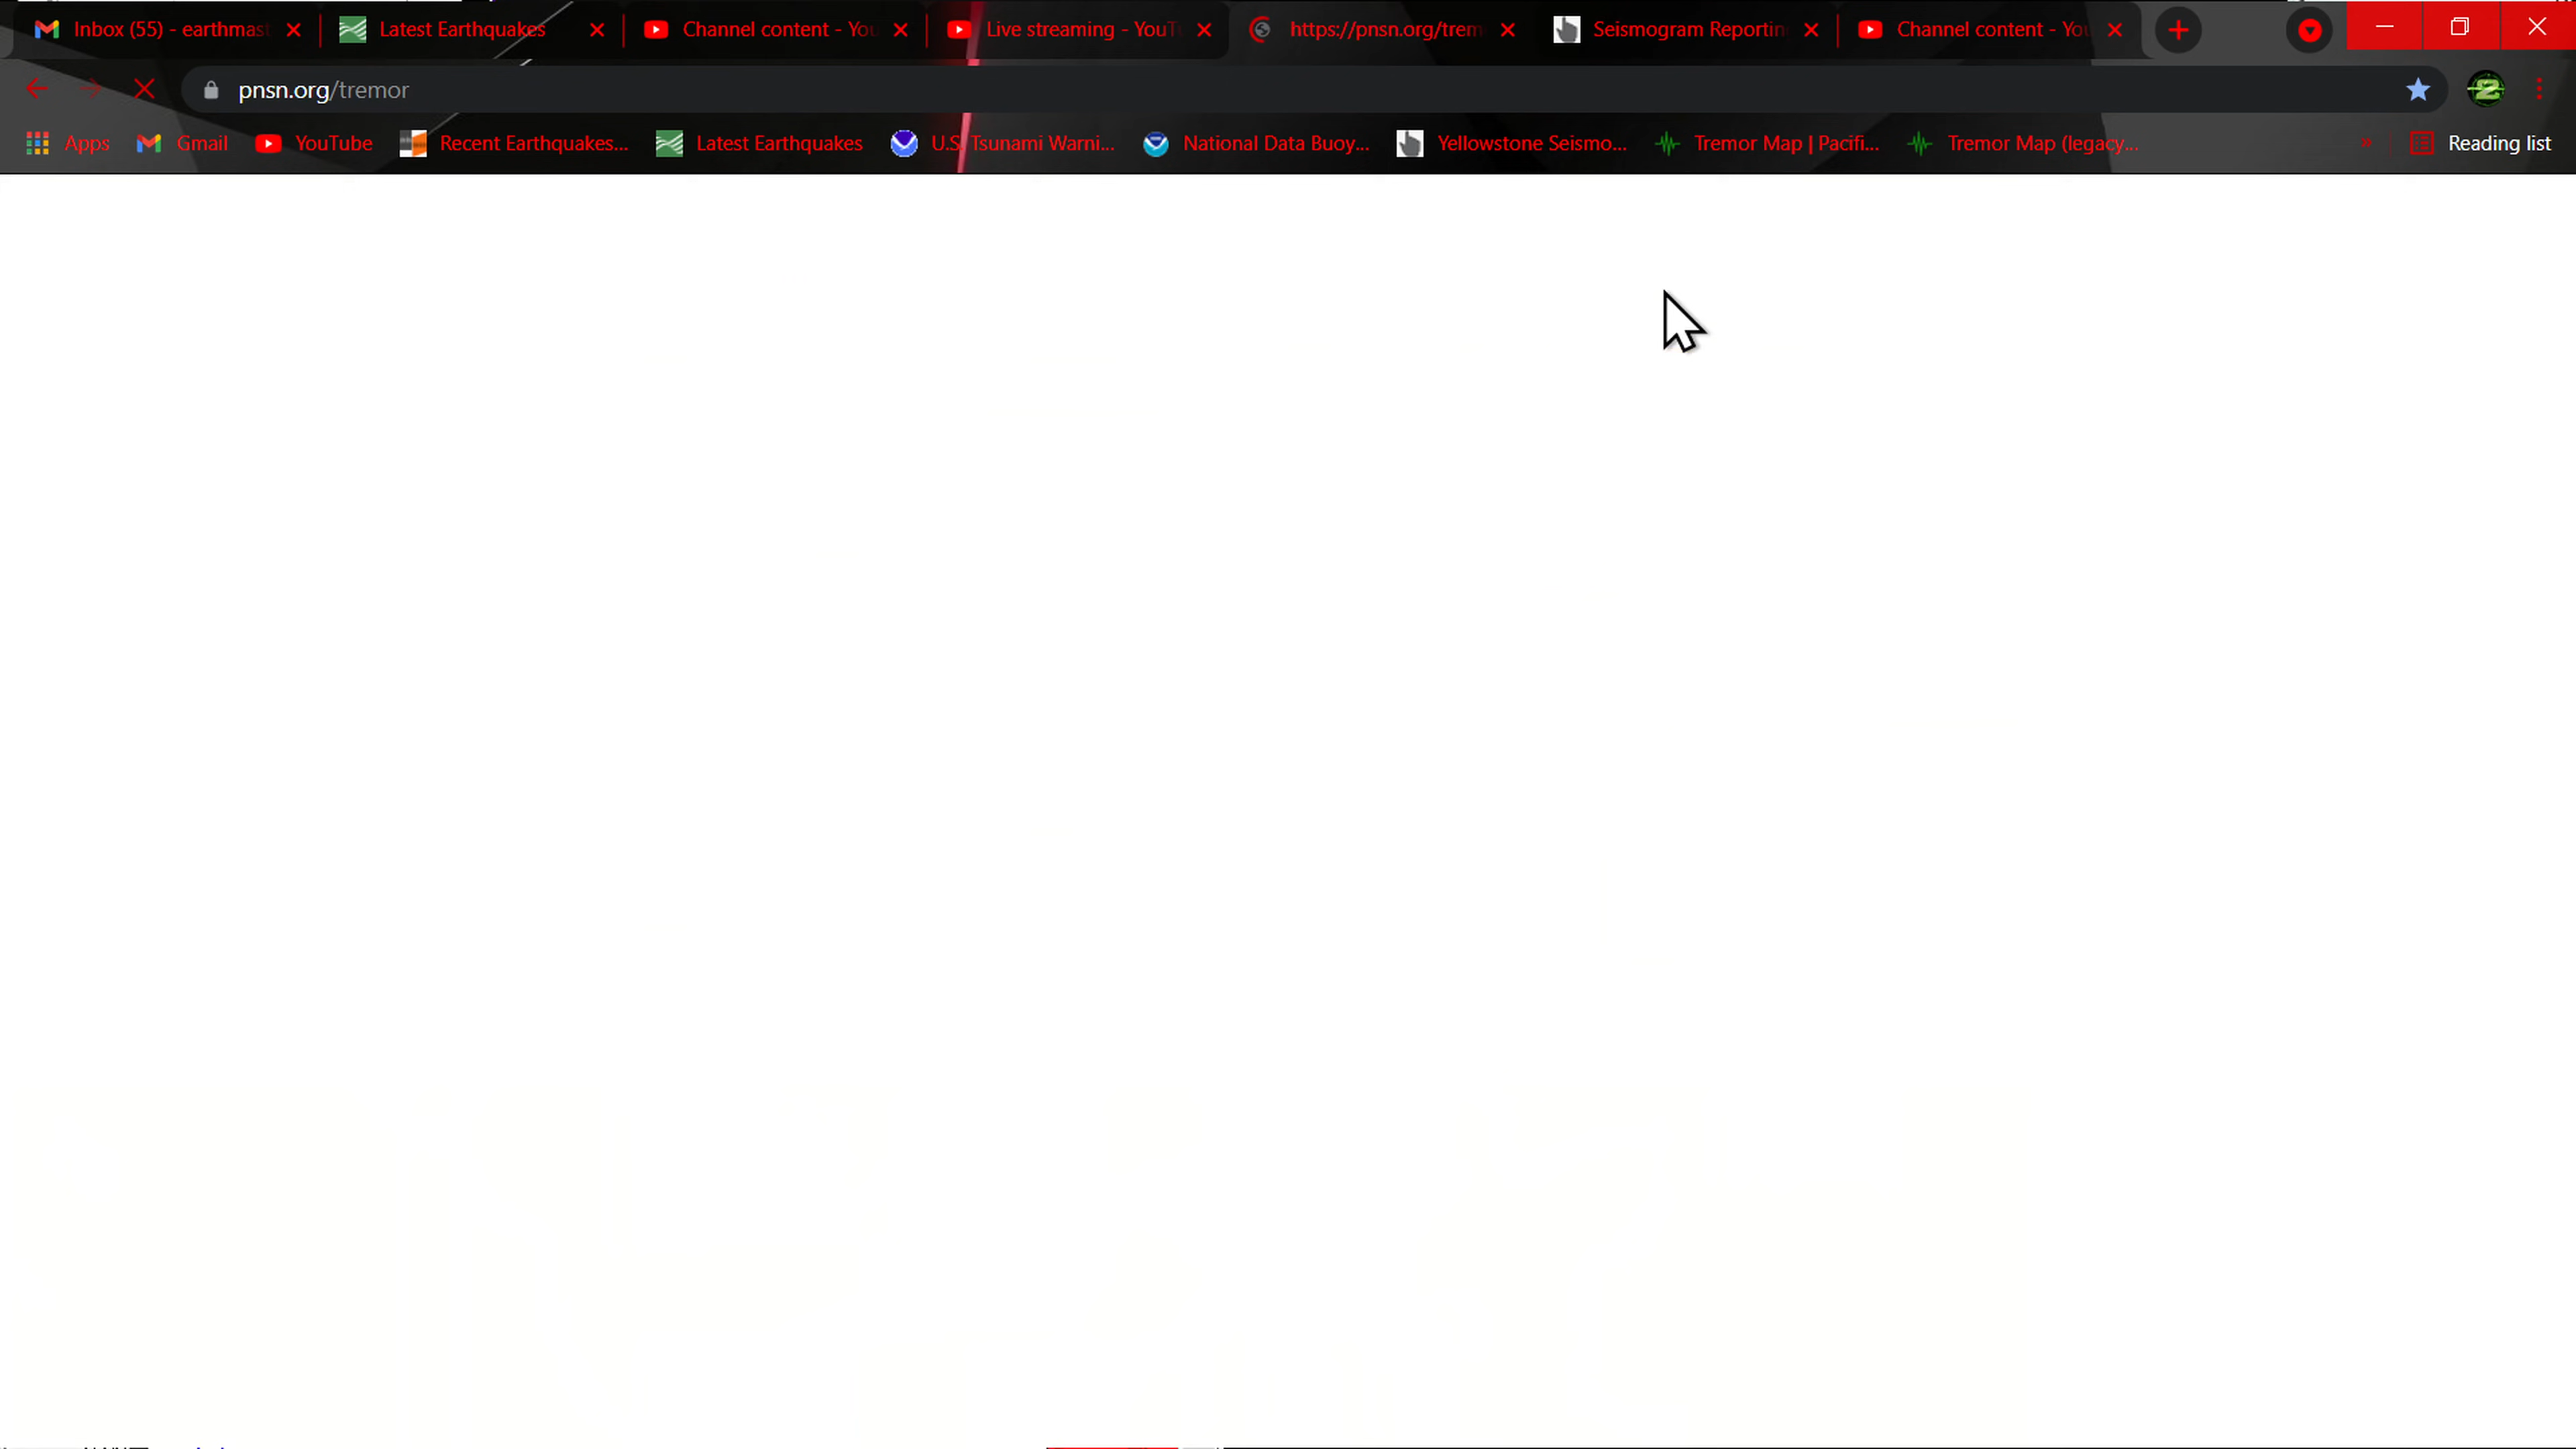 Inbox (55) - earthmast
Latest Earthquakes
Channel content - You
Live streaming - YouT
https://pnsn.org/trem
Seismogram Reportin
Channel content - You
pnsn.org/tremor
Apps
Gmail
YouTube
Recent Earthquakes...
Latest Earthquakes
U.S. Tsunami Warni...
National Data Buoy...
Yellowstone Seismo...
Tremor Map | Pacifi...
Tremor Map (legacy...
Reading list